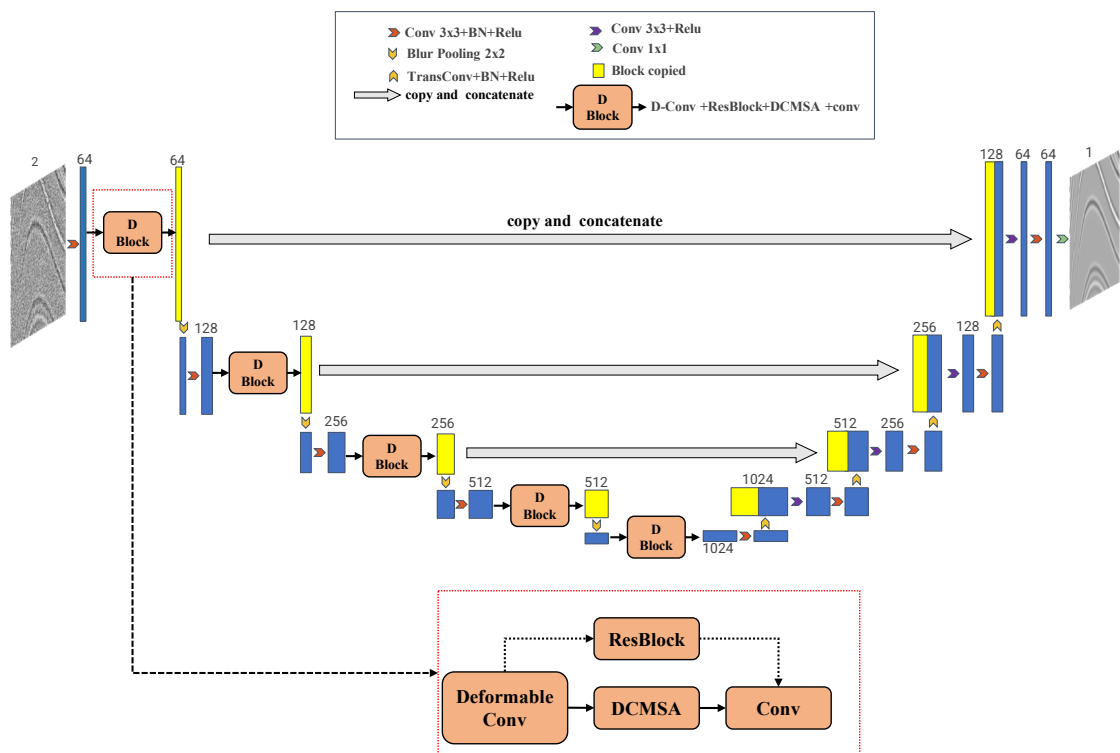 Conv 3x3+BN+Relu
Conv 3x3+Relu
Blur Pooling 2x2
Conv 1x1
TransConv+BN+Relu
Block copied
copy and concatenate
D
Block
D-Conv +ResBlock+DCMSA +conv
2
64
64
128
64
64
1
D
Block
copy and concatenate
128
128
256
128
D
Block
256
256
512
256
D
Block
512
512
1024
512
D
Block
D
Block
1024
ResBlock
Deformable
Conv
DCMSA
Conv